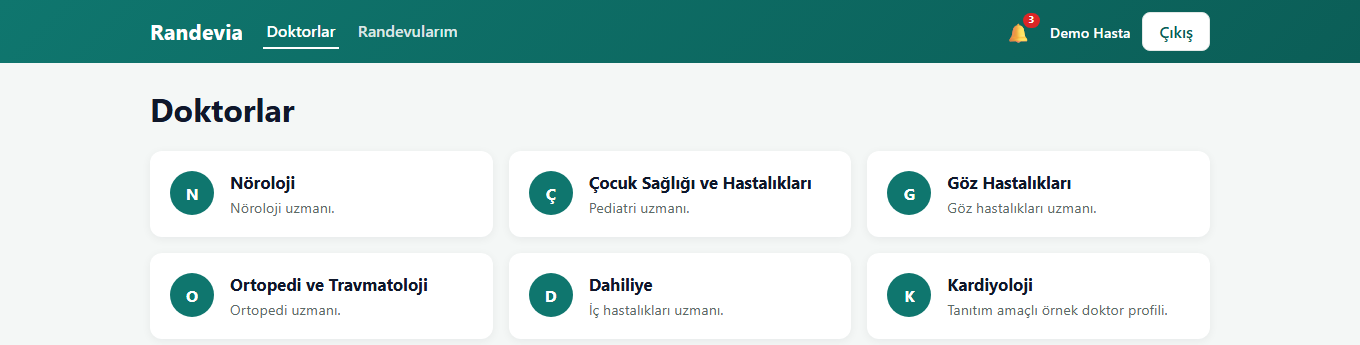 Randevia Doktorlar Randevularım 3 Demo Hasta Çıkış
Doktorlar
N Nöroloji
Nöroloji uzmanı.
Ç Çocuk Sağlığı ve Hastalıkları
Pediatri uzmanı.
G Göz Hastalıkları
Göz hastalıkları uzmanı.
O Ortopedi ve Travmatoloji
Ortopedi uzmanı.
D Dahiliye
İç hastalıkları uzmanı.
K Kardiyoloji
Tanıtım amaçlı örnek doktor profili.